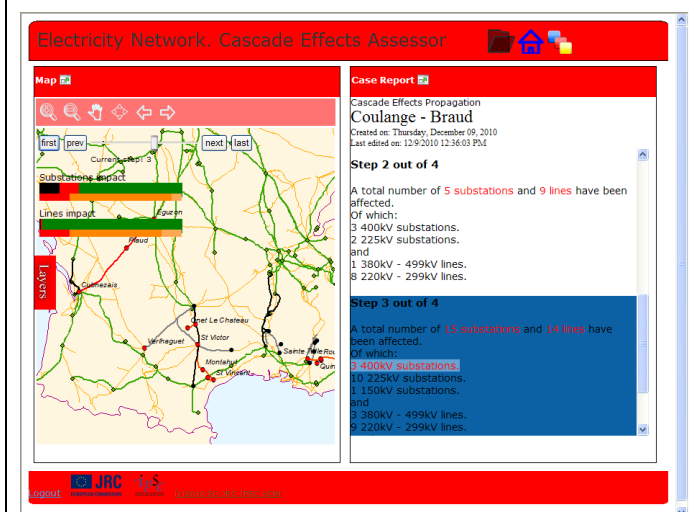 Electricity Network. Cascade Effects Assessor
Map
Case Report
first prev next last
Current step: 3
Substations impact
Lines impact
Eguzon
Cubnezais
Layers
Onet Le Chateau
Verlhaguet
St Victor
Montahut
St Vincent
Sainte
Cascade Effects Propagation
Coulange - Braud
Created on: Thursday, December 09, 2010
Last edited on: 12/9/2010 12:36:03 PM
Step 2 out of 4
A total number of 5 substations and 9 lines have been
affected.
Of which:
3 400kV substations.
2 225kV substations.
and
1 380kV - 499kV lines.
8 220kV - 299kV lines.
Step 3 out of 4
A total number of 15 substations and 14 lines have
been affected.
Of which:
3 400kV substations.
10 225kV substations.
1 150kV substations.
and
3 380kV - 499kV lines.
9 220kV - 299kV lines.
Logout
JRC
EUROPEAN COMMISSION